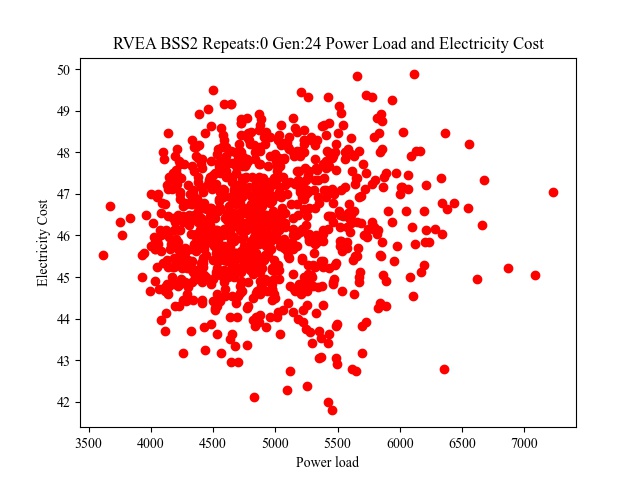 RVEA BSS2 Repeats:0 Gen:24 Power Load and Electricity Cost
50
49
48
47
46
45
44
43
42
Electricity Cost
3500 4000 4500 5000 5500 6000 6500 7000
Power load